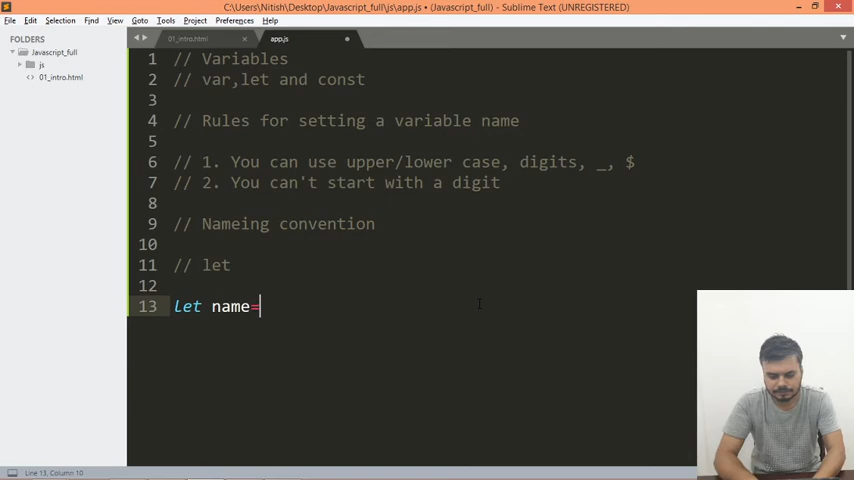 C:\Users\Nitish\Desktop\Javascript_full\js\app.js • (Javascript_full) - Sublime Text (UNREGISTERED)
File Edit Selection Find View Goto Tools Project Preferences Help
FOLDERS
Javascript_full
js
01_intro.html
01_intro.html × app.js
1 // Variables
2 // var,let and const
3
4 // Rules for setting a variable name
5
6 // 1. You can use upper/lower case, digits, _, $
7 // 2. You can't start with a digit
8
9 // Nameing convention
10
11 // let
12
13 let name=
Line 13, Column 10